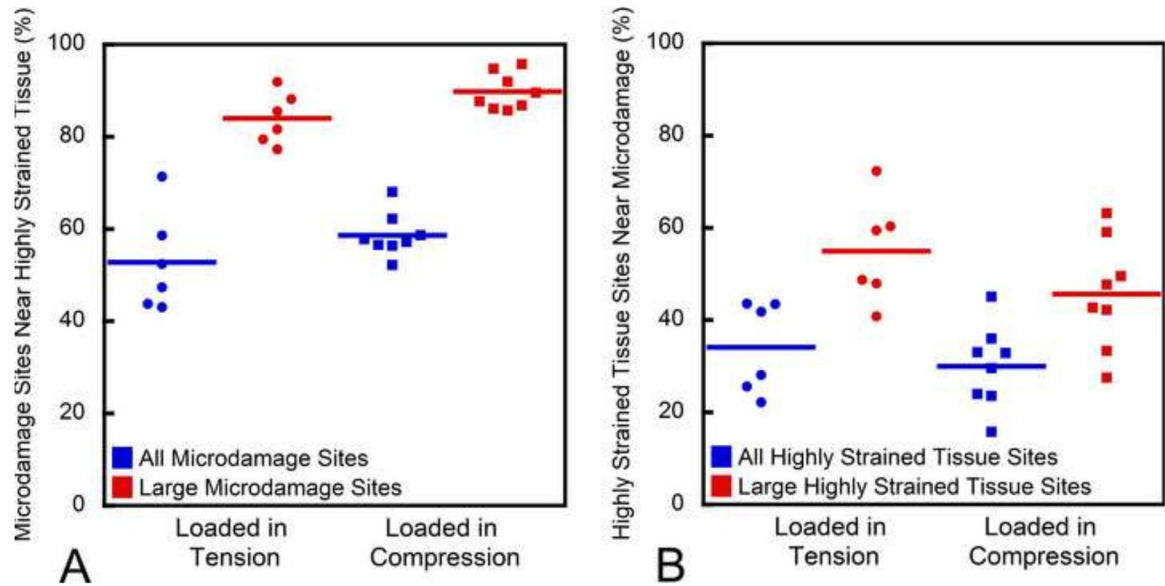 Microdamage Sites Near Highly Strained Tissue (%)
100
80
60
40
20
0
All Microdamage Sites
Large Microdamage Sites
Loaded in
Tension
Loaded in
Compression
A
Highly Strained Tissue Sites Near Microdamage (%)
100
80
60
40
20
0
All Highly Strained Tissue Sites
Large Highly Strained Tissue Sites
Loaded in
Tension
Loaded in
Compression
B